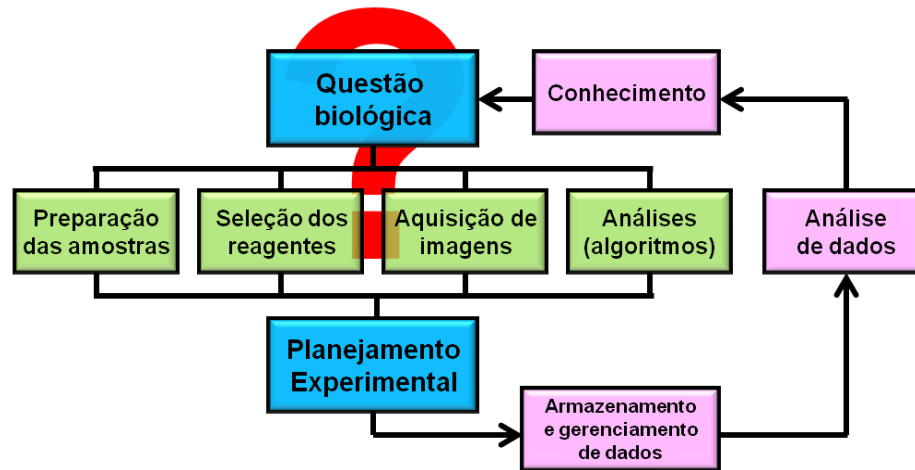 Questão
biológica
Conhecimento
Preparação
das amostras
Seleção dos
reagentes
Aquisição de
imagens
Análises
(algoritmos)
Análise
de dados
Planejamento
Experimental
Armazenamento
e gerenciamento
de dados
?